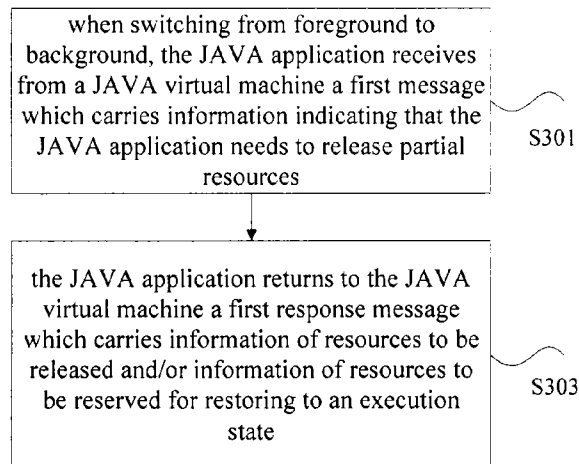 when switching from foreground to
background, the JAVA application receives
from a JAVA virtual machine a first message
which carries information indicating that the
JAVA application needs to release partial
resources
S301
the JAVA application returns to the JAVA
virtual machine a first response message
which carries information of resources to be
released and/or information of resources to
be reserved for restoring to an execution
state
S303